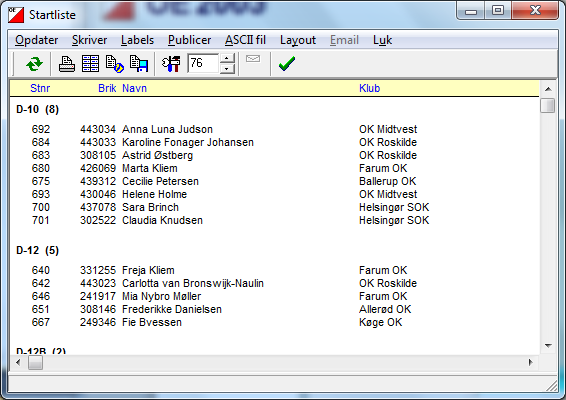 OE 2003
OE Startliste
Opdater Skriver Labels Publicer ASCII fil Layout Email Luk
76
Stnr Brik Navn Klub
D-10 (8)
692 443034 Anna Luna Judson OK Midtvest
684 443033 Karoline Fonager Johansen OK Roskilde
683 308105 Astrid Østberg OK Roskilde
680 426069 Marta Kliem Farum OK
675 439312 Cecilie Petersen Ballerup OK
693 430046 Helene Holme OK Midtvest
700 437078 Sara Brinch Helsingør SOK
701 302522 Claudia Knudsen Helsingør SOK
D-12 (5)
640 331255 Freja Kliem Farum OK
642 443023 Carlotta van Bronswijk-Naulin OK Roskilde
646 241917 Mia Nybro Møller Farum OK
651 308146 Frederikke Danielsen Allerød OK
667 249346 Fie Bvessen Køge OK
D-12B (2)